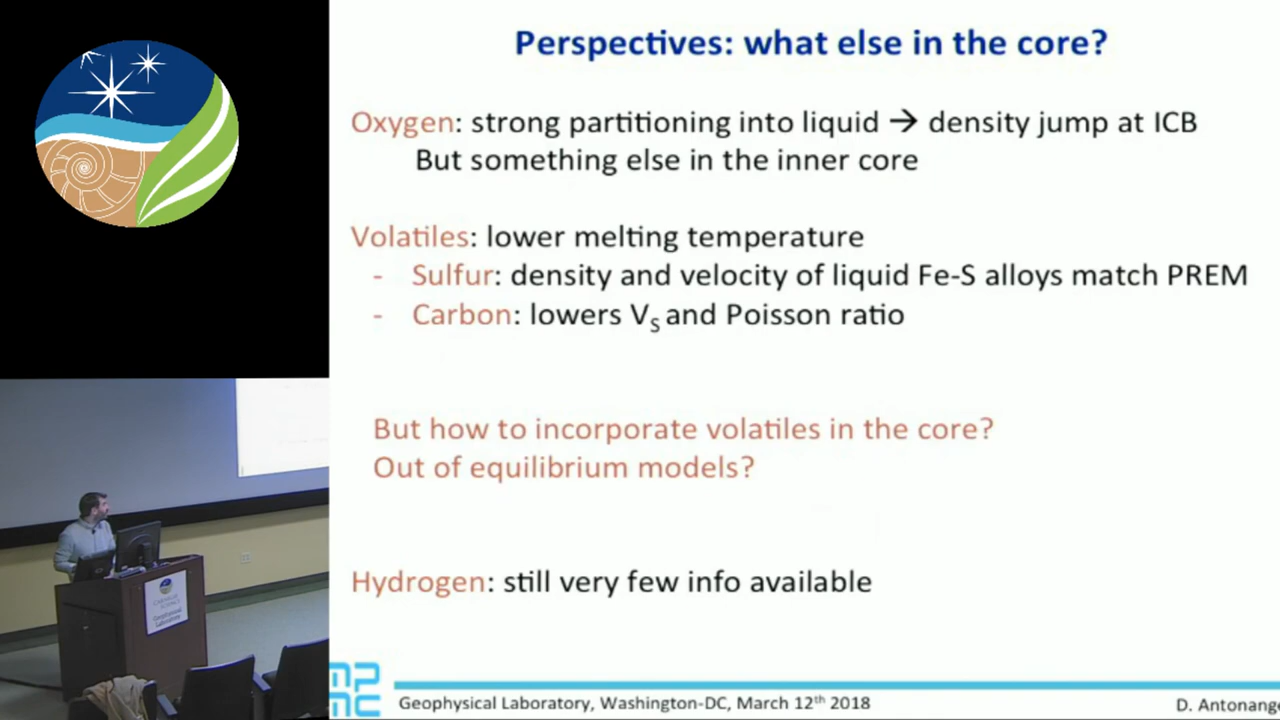 Perspectives: what else in the core?
Oxygen: strong partitioning into liquid → density jump at ICB
But something else in the inner core
Volatiles: lower melting temperature
- Sulfur: density and velocity of liquid Fe-S alloys match PREM
- Carbon: lowers VS and Poisson ratio
But how to incorporate volatiles in the core?
Out of equilibrium models?
Hydrogen: still very few info available
Geophysical Laboratory, Washington-DC, March 12th 2018
D. Antonange
Geophysical
Laboratory